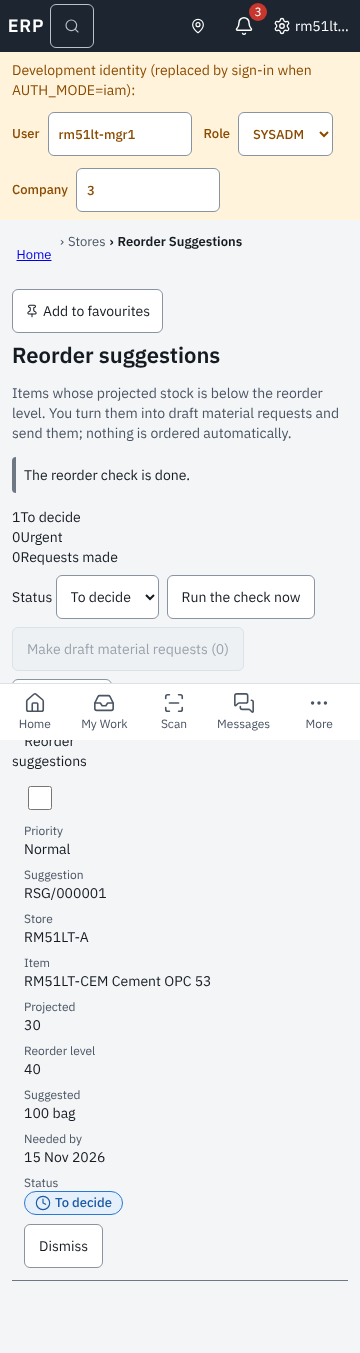 ERP
3
rm51lt...
Development identity (replaced by sign-in when
AUTH_MODE=iam):
User
rm51lt-mgr1
Role
SYSADM
Company
3
Home
› Stores › Reorder Suggestions
Add to favourites
Reorder suggestions
Items whose projected stock is below the reorder
level. You turn them into draft material requests and
send them; nothing is ordered automatically.
The reorder check is done.
1To decide
0Urgent
0Requests made
Status
To decide
Run the check now
Make draft material requests (0)
Home
My Work
Scan
Messages
More
Reorder
suggestions
Priority
Normal
Suggestion
RSG/000001
Store
RM51LT-A
Item
RM51LT-CEM Cement OPC 53
Projected
30
Reorder level
40
Suggested
100 bag
Needed by
15 Nov 2026
Status
To decide
Dismiss